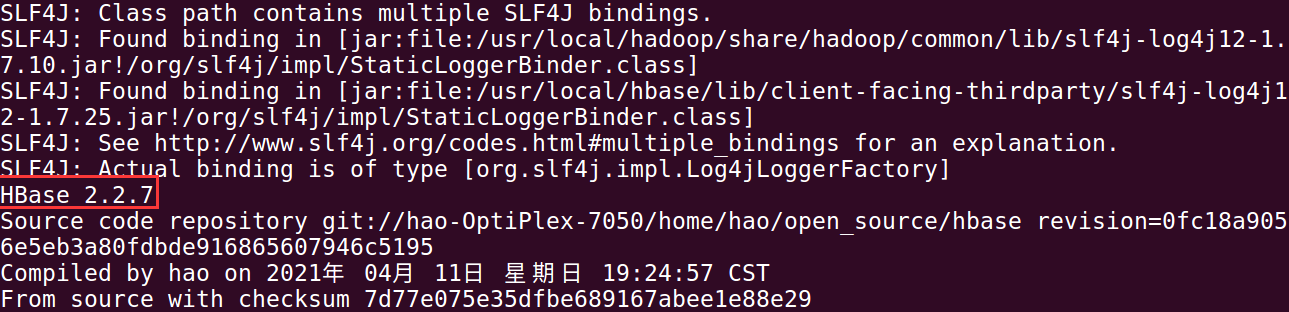 SLF4J: Class path contains multiple SLF4J bindings.
SLF4J: Found binding in [jar:file:/usr/local/hadoop/share/hadoop/common/lib/slf4j-log4j12-1.
7.10.jar!/org/slf4j/impl/StaticLoggerBinder.class]
SLF4J: Found binding in [jar:file:/usr/local/hbase/lib/client-facing-thirdparty/slf4j-log4j1
2-1.7.25.jar!/org/slf4j/impl/StaticLoggerBinder.class]
SLF4J: See http://www.slf4j.org/codes.html#multiple_bindings for an explanation.
SLF4J: Actual binding is of type [org.slf4j.impl.Log4jLoggerFactory]
HBase 2.2.7
Source code repository git://hao-OptiPlex-7050/home/hao/open_source/hbase revision=0fc18a905
6e5eb3a80fdbde916865607946c5195
Compiled by hao on 2021年 04月 11日 星期日 19:24:57 CST
From source with checksum 7d77e075e35dfbe689167abee1e88e29